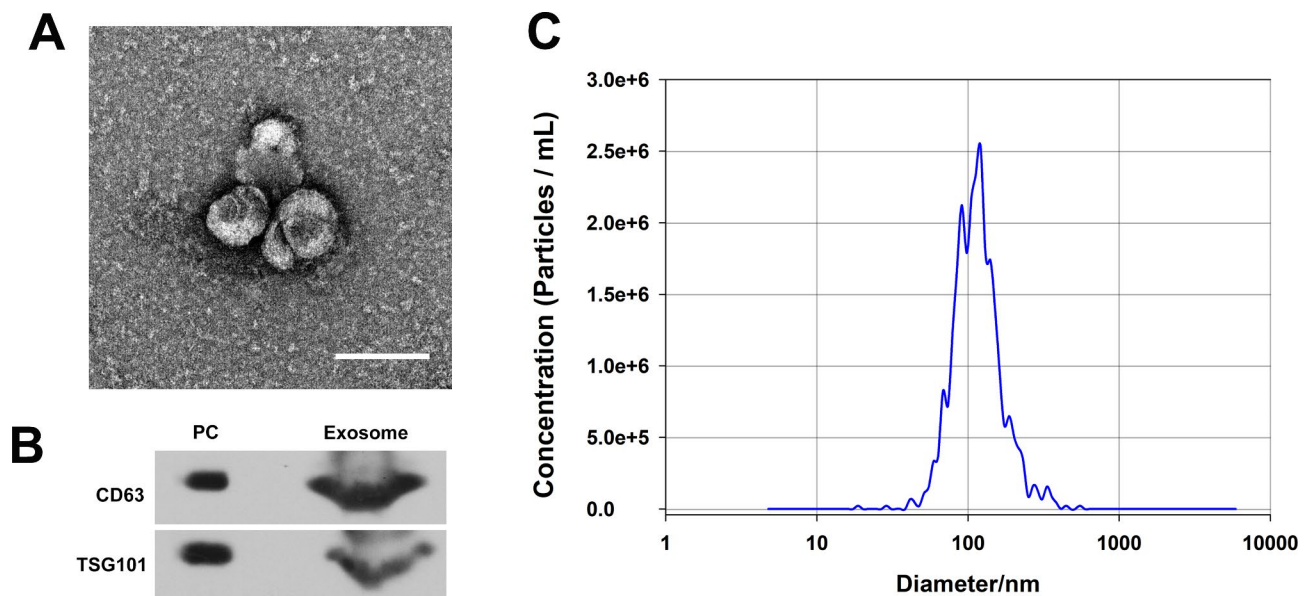 A
B
PC Exosome
CD63
TSG101
C
Concentration (Particles / mL)
3.0e+6
2.5e+6
2.0e+6
1.5e+6
1.0e+6
5.0e+5
0.0
1 10 100 1000 10000
Diameter/nm